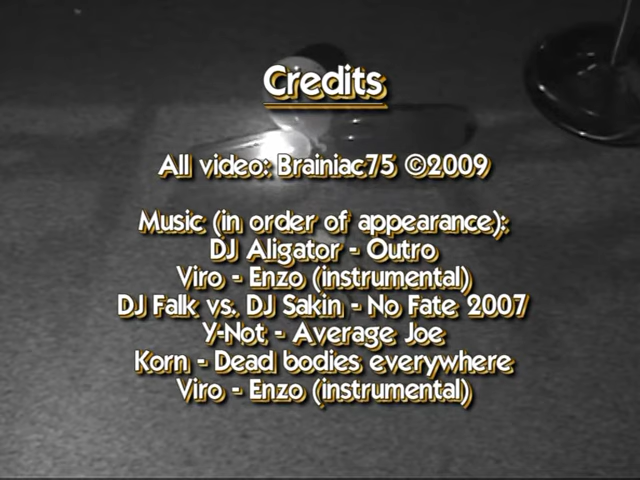 Credits
All video: Brainiac75 ©2009
Music (in order of appearance):
DJ Aligator - Outro
Viro - Enzo (instrumental)
DJ Falk vs. DJ Sakin - No Fate 2007
Y-Not - Average Joe
Korn - Dead bodies everywhere
Viro - Enzo (instrumental)